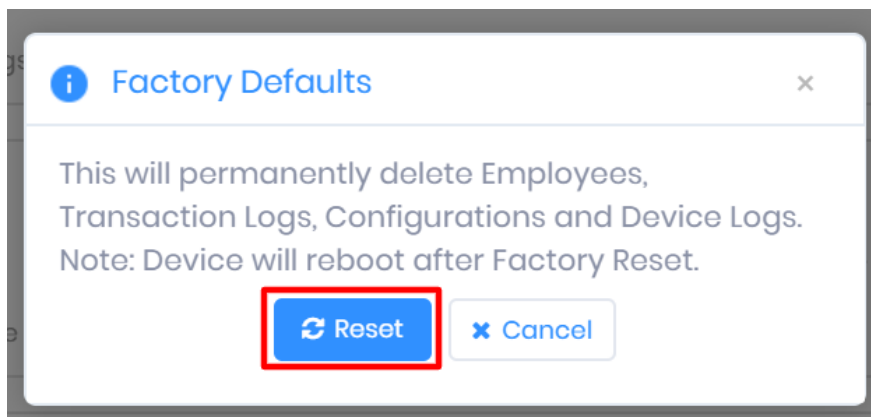 gs
Factory Defaults
This will permanently delete Employees,
Transaction Logs, Configurations and Device Logs.
Note: Device will reboot after Factory Reset.
Reset
Cancel
e